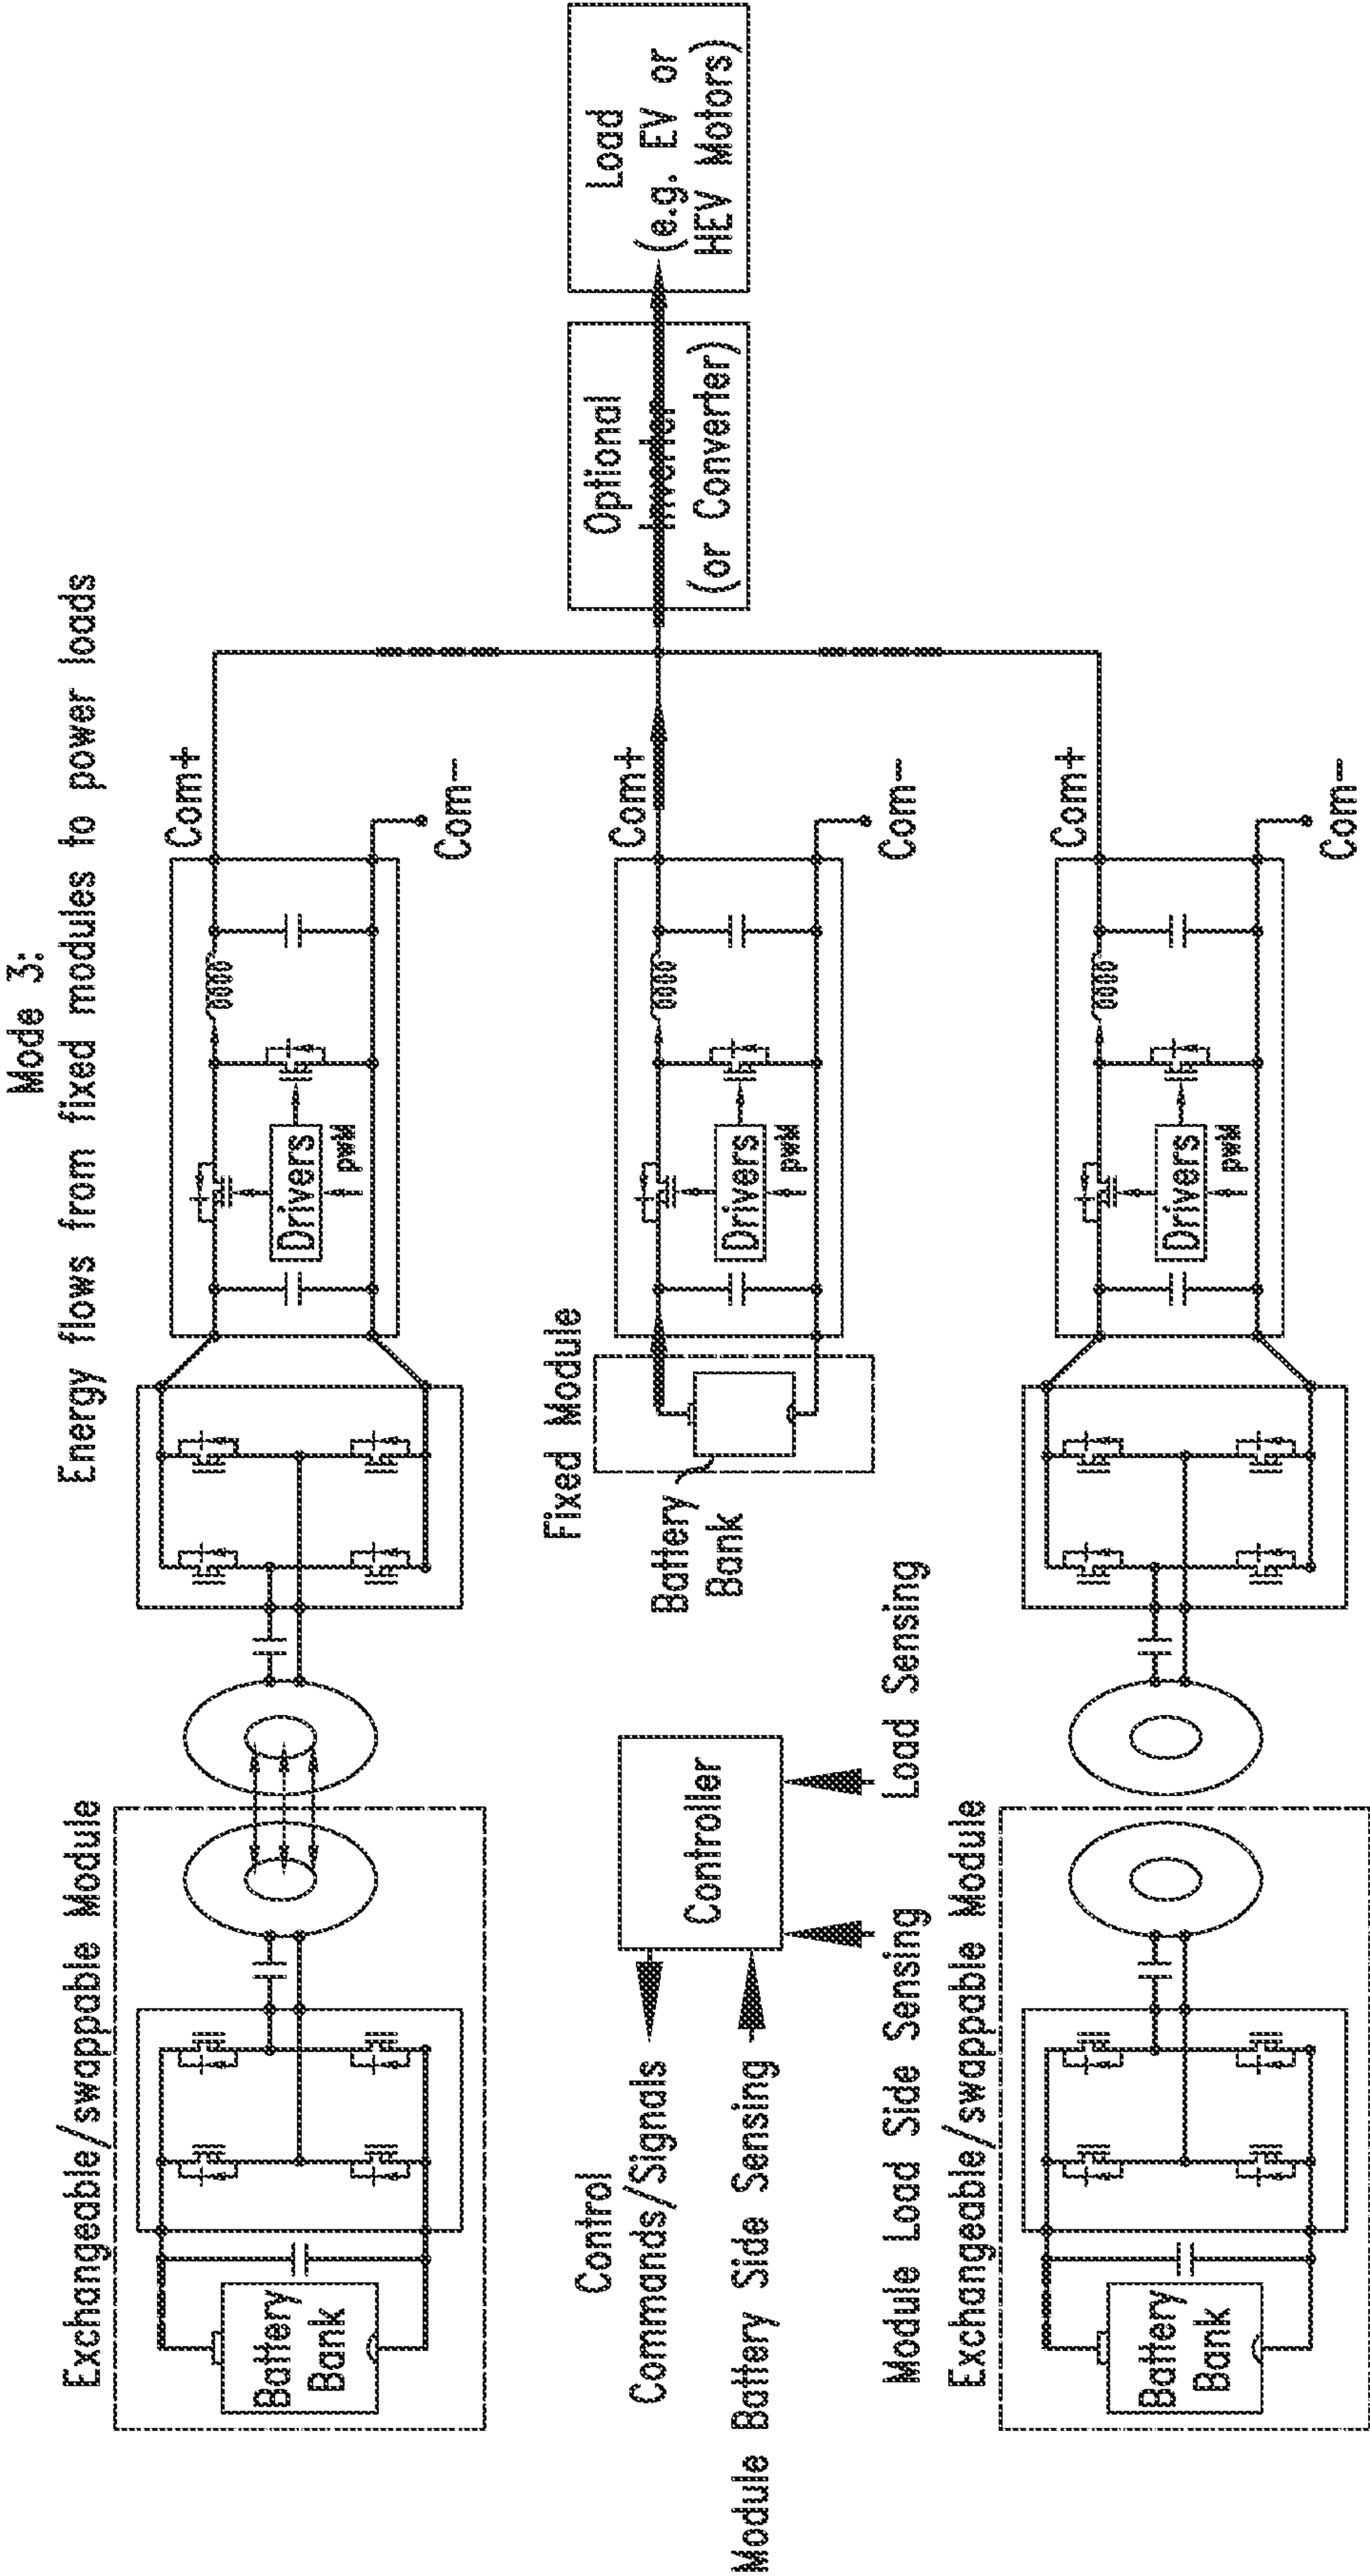 Mode 3:
Energy flows from fixed modules to power loads
Exchangeable/swappable Module
Battery
Bank
Drivers
pwM
Com+
Com-
Control
Commands/Signals
Module Battery Side Sensing
Controller
Module Load Side Sensing
Load Sensing
Fixed Module
Battery
Bank
Drivers
pwM
Com+
Com-
Optional
Inverter
(or Converter)
Load
(e.g. EV or
HEV Motors)
Exchangeable/swappable Module
Battery
Bank
Drivers
pwM
Com+
Com-